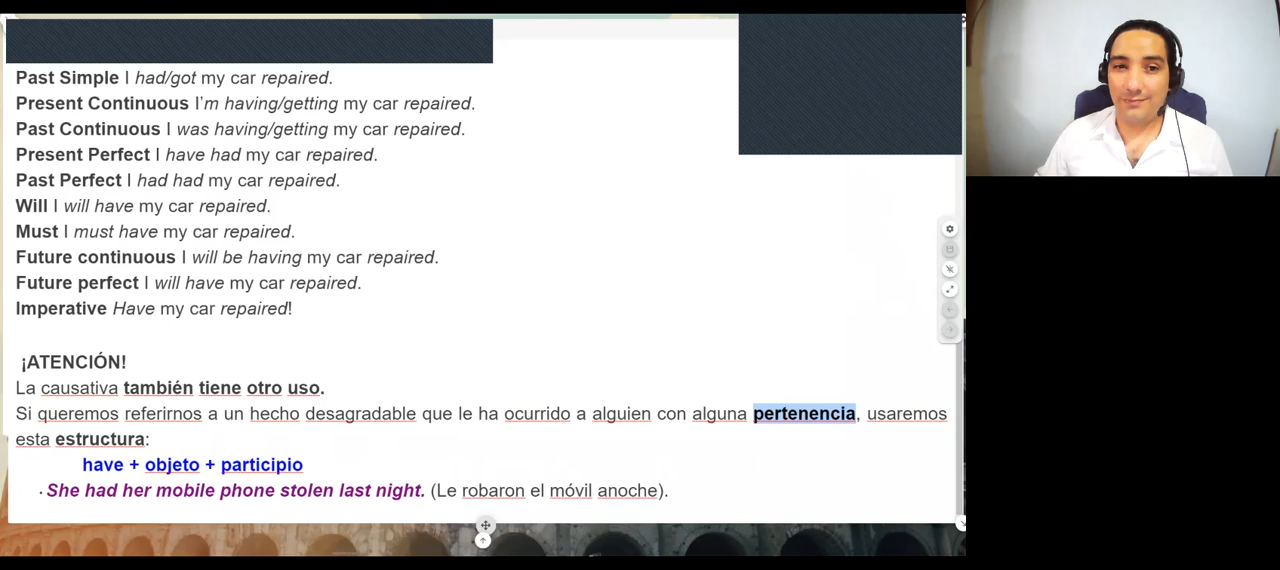 Past Simple I had/got my car repaired.
Present Continuous I'm having/getting my car repaired.
Past Continuous I was having/getting my car repaired.
Present Perfect I have had my car repaired.
Past Perfect I had had my car repaired.
Will I will have my car repaired.
Must I must have my car repaired.
Future continuous I will be having my car repaired.
Future perfect I will have my car repaired.
Imperative Have my car repaired!
¡ATENCIÓN!
La causativa también tiene otro uso.
Si queremos referirnos a un hecho desagradable que le ha ocurrido a alguien con alguna pertenencia, usaremos
esta estructura:
have + objeto + participio
· She had her mobile phone stolen last night. (Le robaron el móvil anoche).